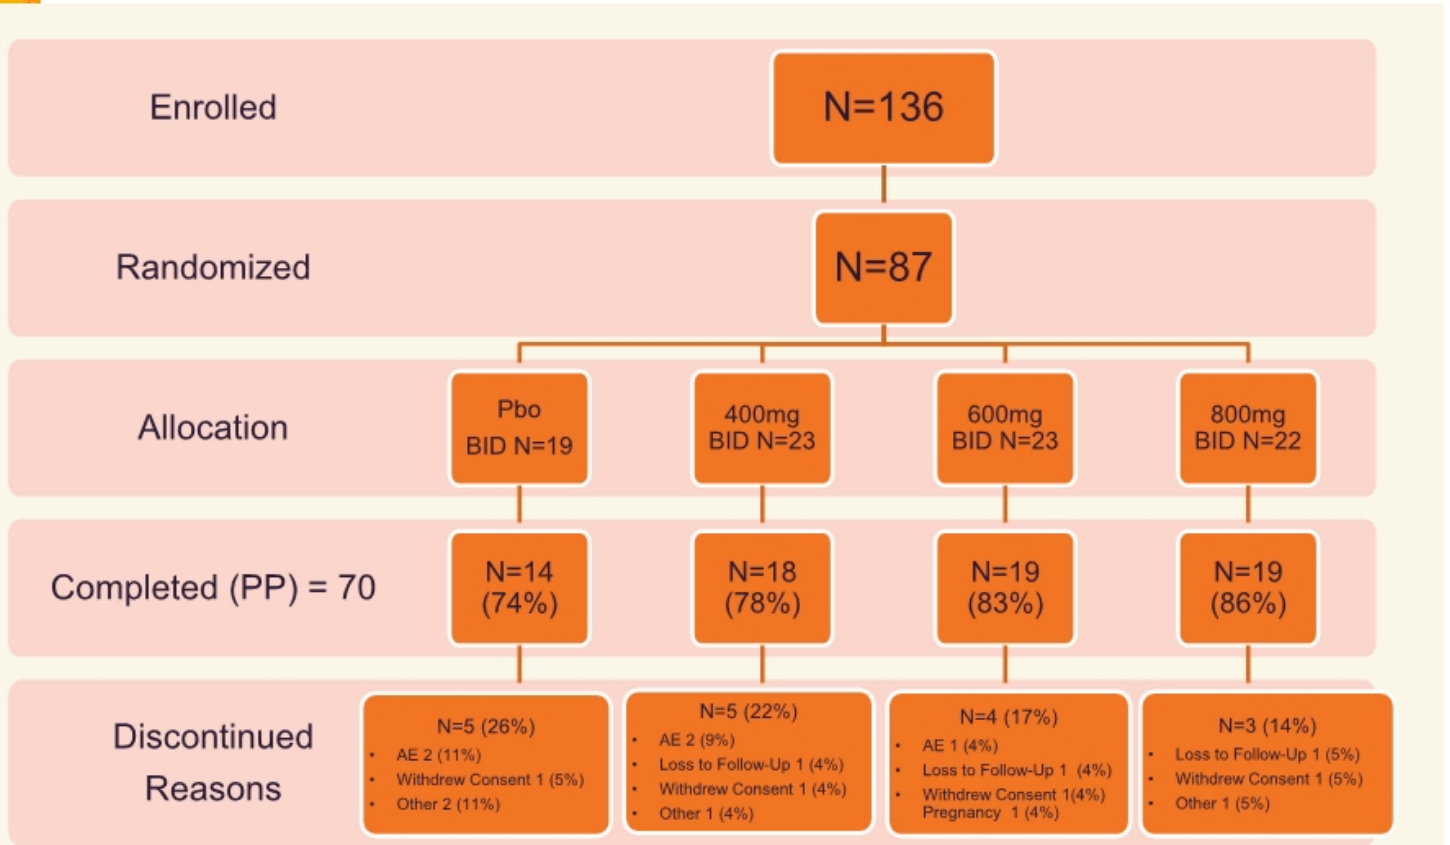 Enrolled
N=136
Randomized
N=87
Allocation
Pbo
BID N=19
400mg
BID N=23
600mg
BID N=23
800mg
BID N=22
Completed (PP) = 70
N=14
(74%)
N=18
(78%)
N=19
(83%)
N=19
(86%)
Discontinued
Reasons
N=5 (26%)
• AE 2 (11%)
• Withdrew Consent 1 (5%)
• Other 2 (11%)
N=5 (22%)
• AE 2 (9%)
• Loss to Follow-Up 1 (4%)
• Withdrew Consent 1 (4%)
• Other 1 (4%)
N=4 (17%)
• AE 1 (4%)
• Loss to Follow-Up 1 (4%)
• Withdrew Consent 1(4%)
Pregnancy 1 (4%)
N=3 (14%)
• Loss to Follow-Up 1 (5%)
• Withdrew Consent 1 (5%)
• Other 1 (5%)